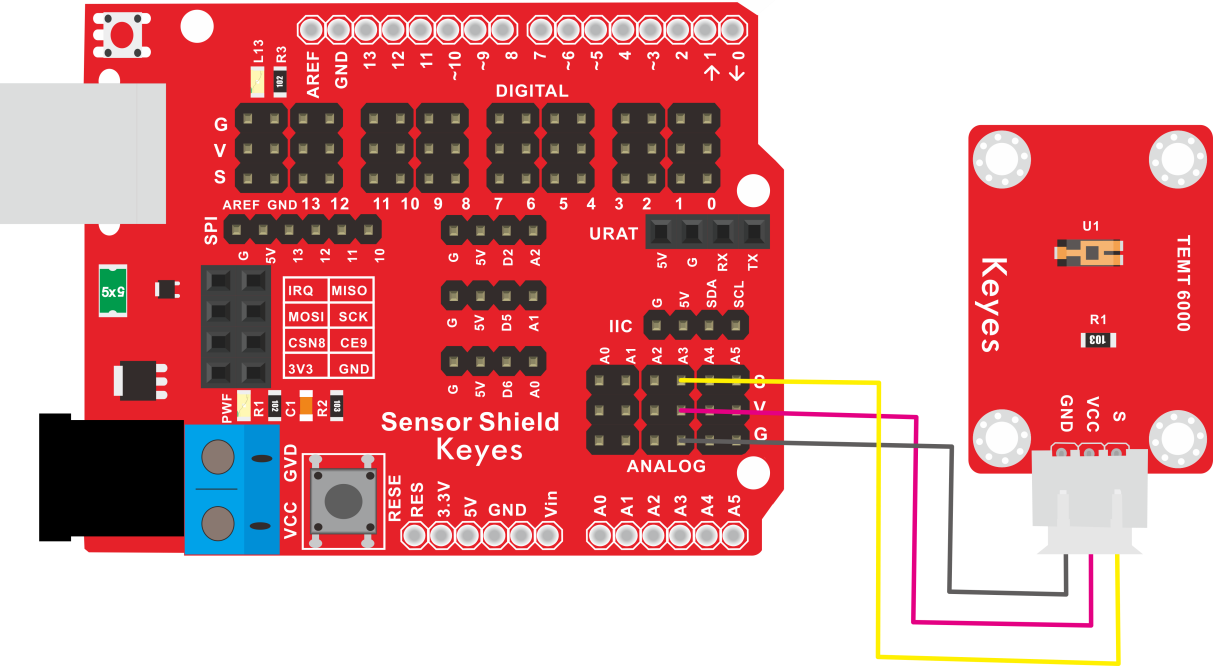 L13
R3
102
AREF
GND
13
12
11
~10
~9
8
7
~6
~5
4
~3
2
1
0
DIGITAL
G
V
S
AREF GND 13 12 11 10 9 8 7 6 5 4 3 2 1 0
SPI
G 5V 13 12 11 10
G 5V D2 A2
URAT
5V G RX TX
5x5
IRQ MISO
MOSI SCK
CSN8 CE9
3V3 GND
G 5V D5 A1
IIC
G 5V SDA SCL
G 5V D6 A0
A0 A1 A2 A3 A4 A5
V
G
ANALOG
PWF
R1
102
C1
R2
103
Sensor Shield
Keyes
GVD
VCC
RESE
RES 3.3V 5V GND Vin
A0 A1 A2 A3 A4 A5
U1
TEMT 6000
Keyes
R1
103
GND VCC S